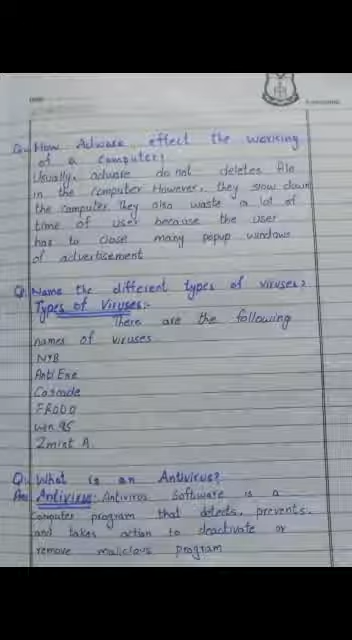 Q: How Adware effect the working
of a Computer?
Usually, adware do not deletes file
in the computer However, they slow down
the computer they also waste a lot of
time of user because the user
has to close many popup windows
of advertisement
Q: Name the different types of viruses?
Types of Viruses:-
There are the following
names of viruses.
NYB
Anti Exe
Cascade
FRODO
Win. 95
Zmist A.
Q: What is an Antivirus?
Ans Antivirus: Antivirus Software is a
computer program that detects, prevents,
and takes action to deactivate or
remove malicious program